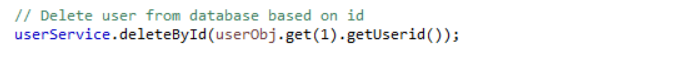 // Delete user from database based on id
userService.deleteById(userObj.get(1).getUserid());